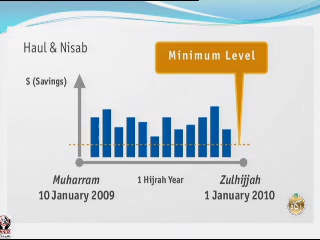 Haul & Nisab
Minimum Level
$ (Savings)
Muharram
10 January 2009
1 Hijrah Year
Zulhijjah
1 January 2010